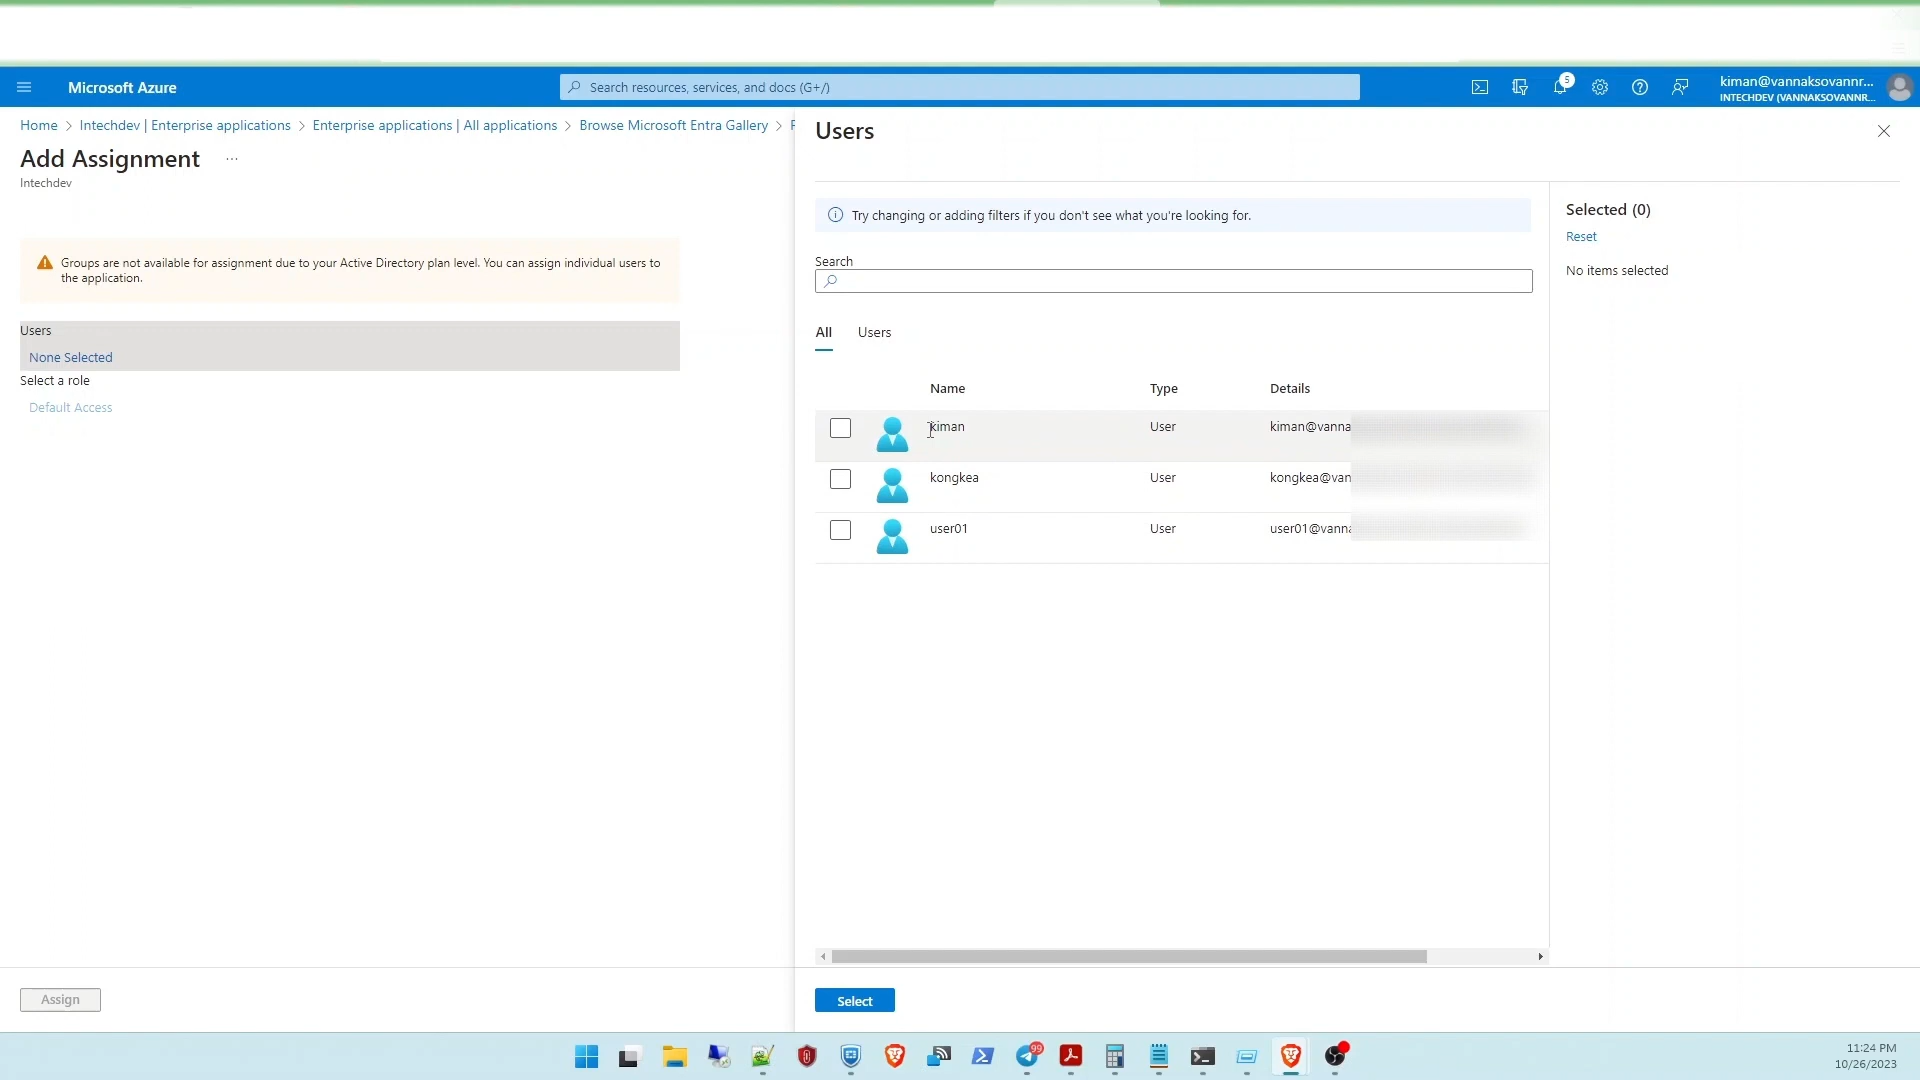 Microsoft Azure
Search resources, services, and docs (G+/)
5
kiman@vannaksovannr...
INTECHDEV (VANNAKSOVANNR...
Home > Intechdev | Enterprise applications > Enterprise applications | All applications > Browse Microsoft Entra Gallery >
Add Assignment ...
Intechdev
Groups are not available for assignment due to your Active Directory plan level. You can assign individual users to
the application.
Users
None Selected
Select a role
Default Access
Assign
Users
Try changing or adding filters if you don't see what you're looking for.
Search
All Users
Name Type Details
kiman User kiman@vanna
kongkea User kongkea@van
user01 User user01@vanna
Select
Selected (0)
Reset
No items selected
99
11:24 PM
10/26/2023